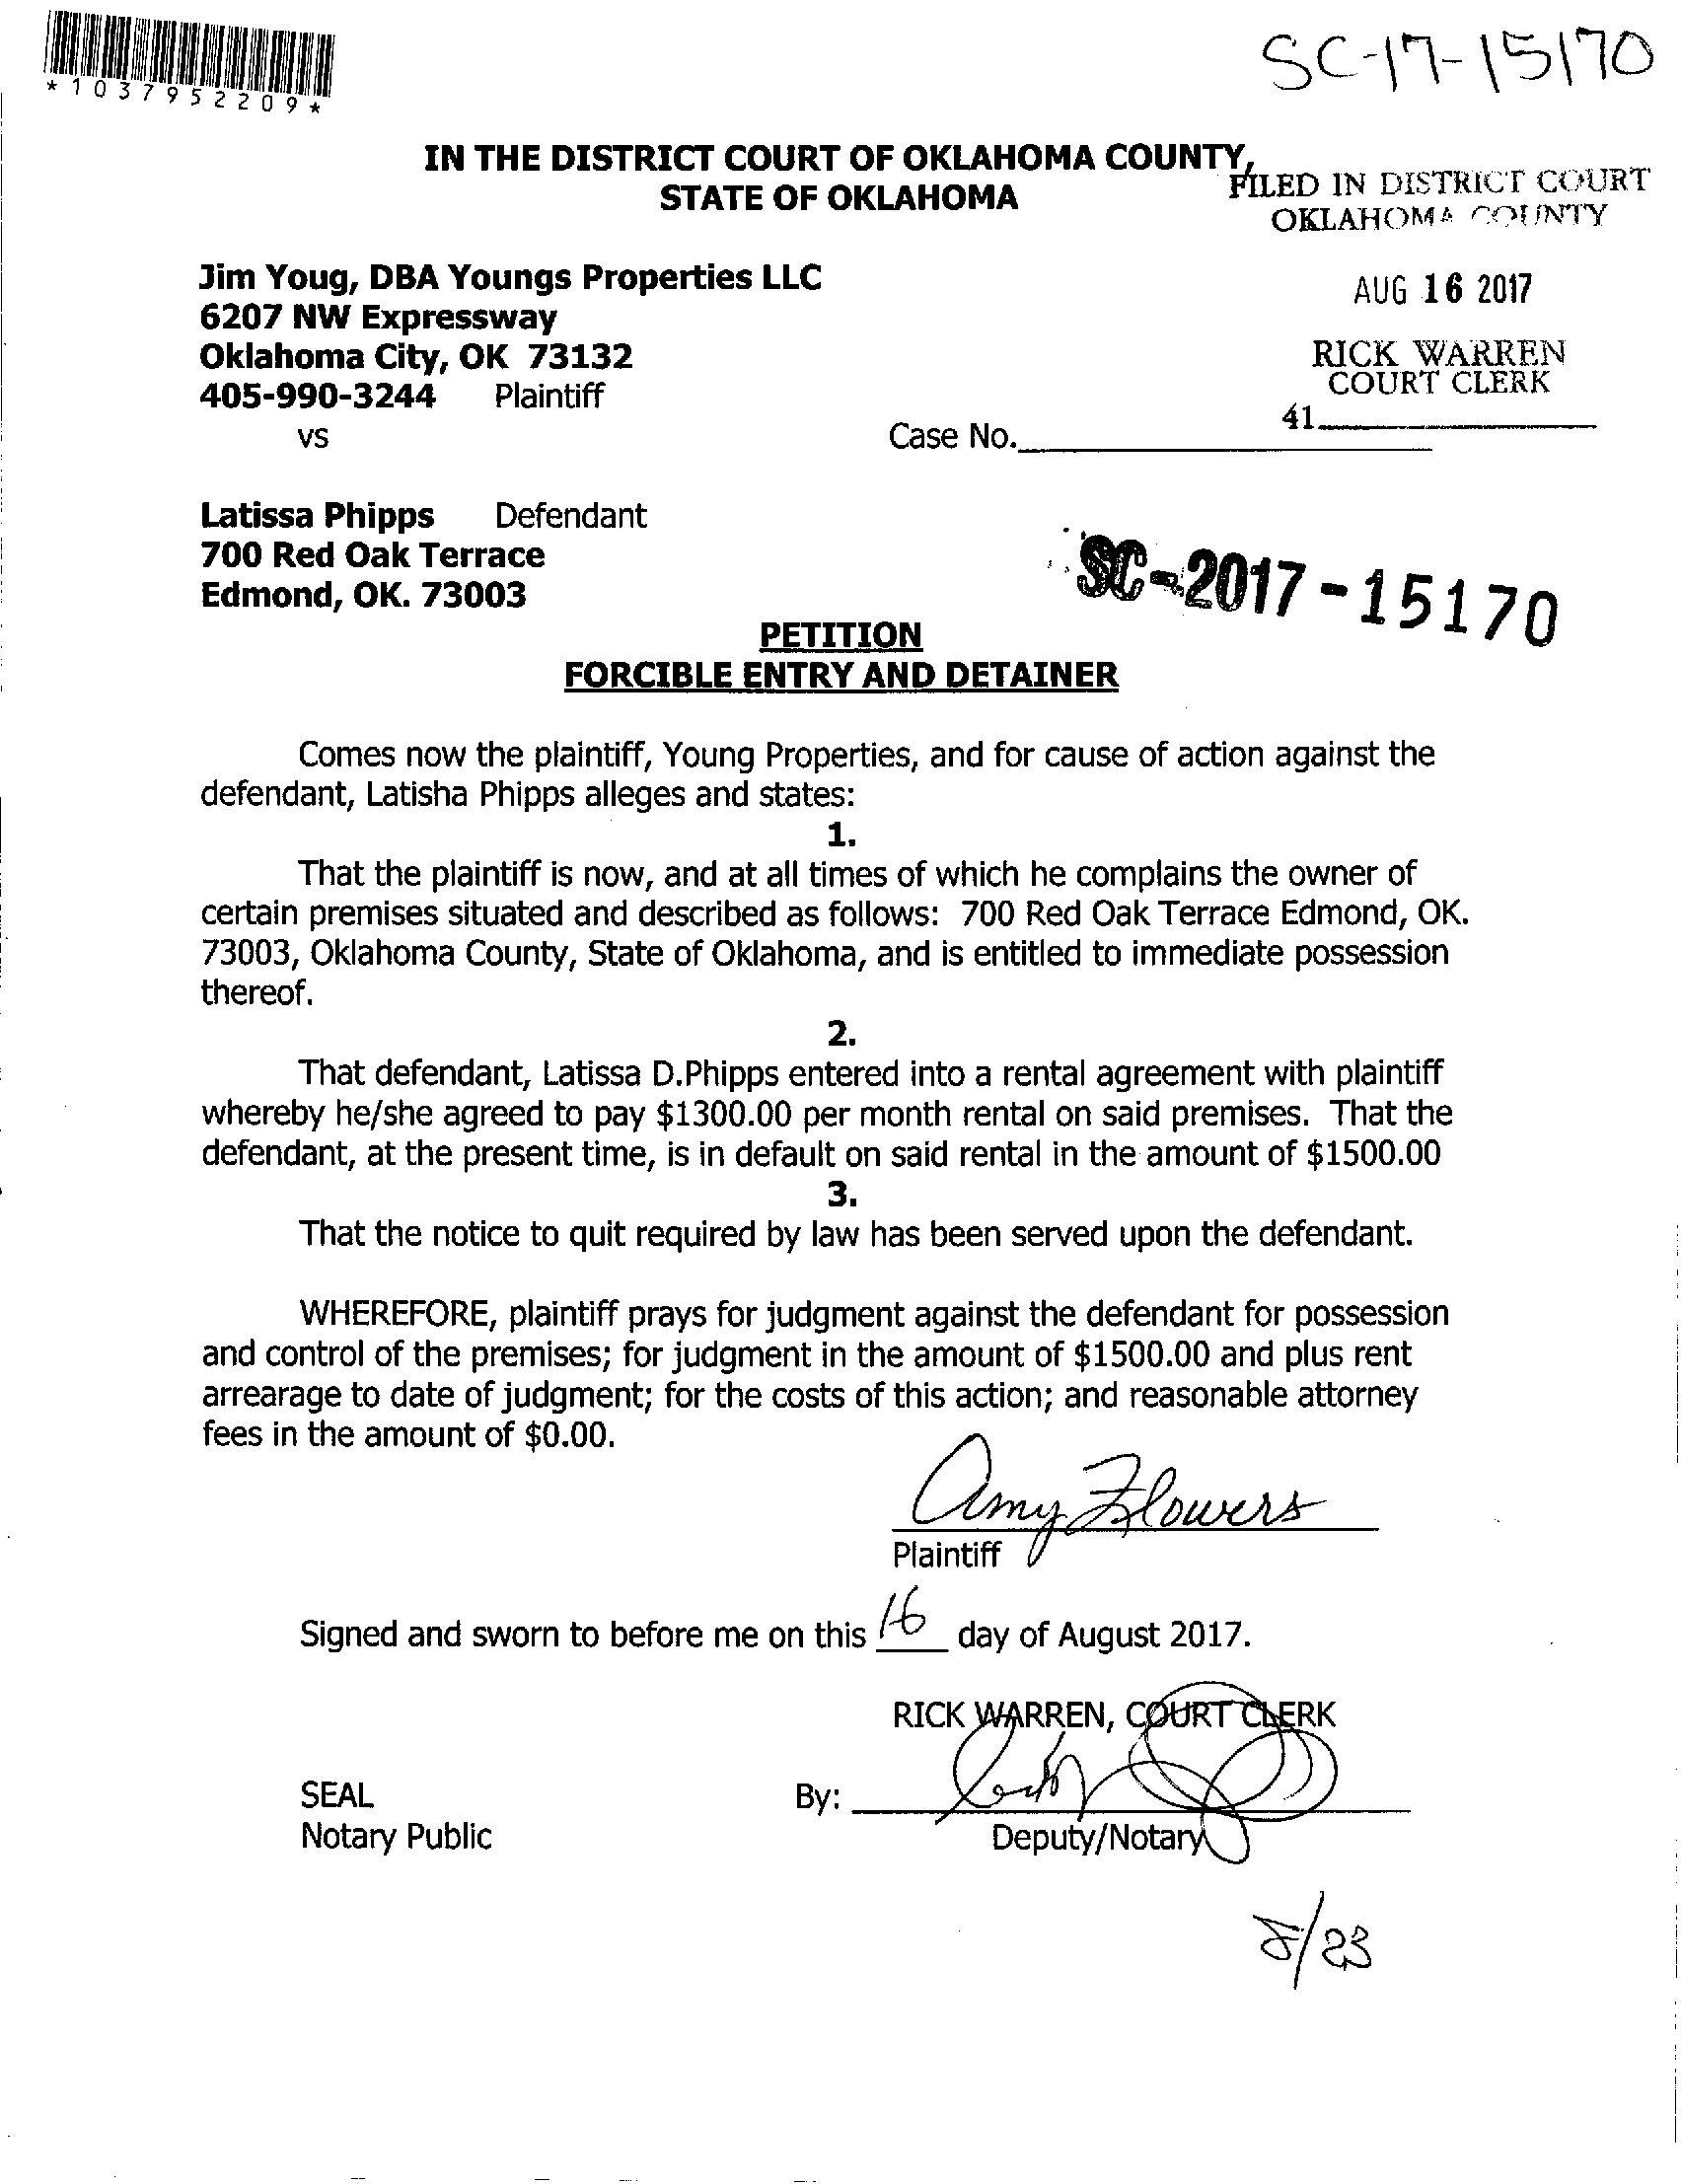 *1037952209*
SC-17-15170
IN THE DISTRICT COURT OF OKLAHOMA COUNTY,
STATE OF OKLAHOMA
FILED IN DISTRICT COURT
OKLAHOMA COUNTY
Jim Youg, DBA Youngs Properties LLC
6207 NW Expressway
Oklahoma City, OK 73132
405-990-3244 Plaintiff
vs
AUG 16 2017
RICK WARREN
COURT CLERK
41
Case No.
Latissa Phipps Defendant
700 Red Oak Terrace
Edmond, OK. 73003
SC-2017-15170
PETITION
FORCIBLE ENTRY AND DETAINER
Comes now the plaintiff, Young Properties, and for cause of action against the
defendant, Latisha Phipps alleges and states:
1.
That the plaintiff is now, and at all times of which he complains the owner of
certain premises situated and described as follows: 700 Red Oak Terrace Edmond, OK.
73003, Oklahoma County, State of Oklahoma, and is entitled to immediate possession
thereof.
2.
That defendant, Latissa D.Phipps entered into a rental agreement with plaintiff
whereby he/she agreed to pay $1300.00 per month rental on said premises. That the
defendant, at the present time, is in default on said rental in the amount of $1500.00
3.
That the notice to quit required by law has been served upon the defendant.
WHEREFORE, plaintiff prays for judgment against the defendant for possession
and control of the premises; for judgment in the amount of $1500.00 and plus rent
arrearage to date of judgment; for the costs of this action; and reasonable attorney
fees in the amount of $0.00.
Amy Flowers
Plaintiff
Signed and sworn to before me on this 16 day of August 2017.
RICK WARREN, COURT CLERK
SEAL
By:
Notary Public
Deputy/Notary
8/23